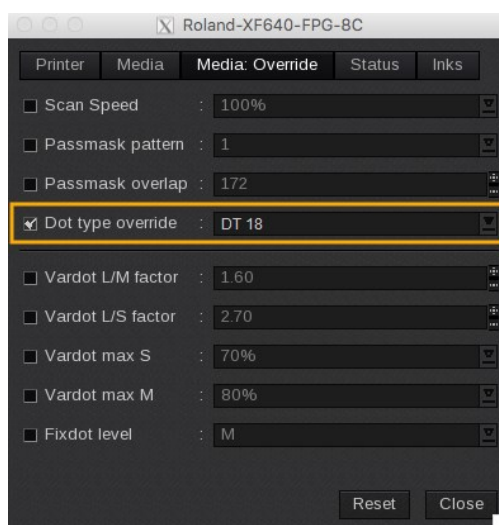 Roland-XF640-FPG-8C
Printer Media Media: Override Status Inks
Scan Speed : 100%
Passmask pattern : 1
Passmask overlap : 172
Dot type override : DT 18
Vardot L/M factor : 1.60
Vardot L/S factor : 2.70
Vardot max S : 70%
Vardot max M : 80%
Fixdot level : M
Reset Close